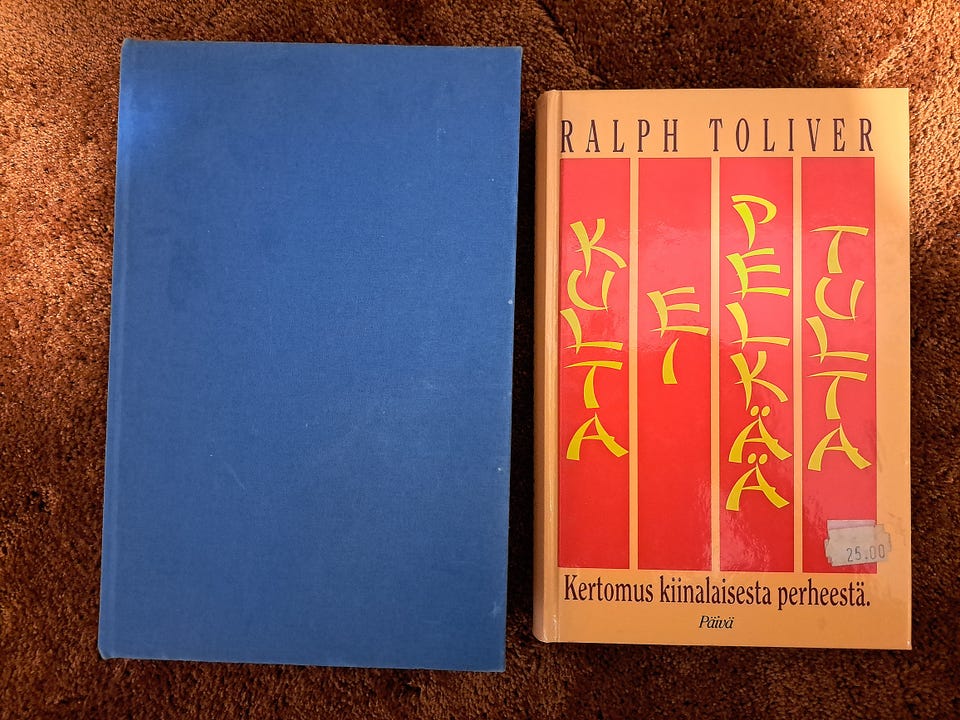 RALPH TOLIVER
KULTA
EI
PELKÄÄ
TULTA
25.00
Kertomus kiinalaisesta perheestä.
Päivä